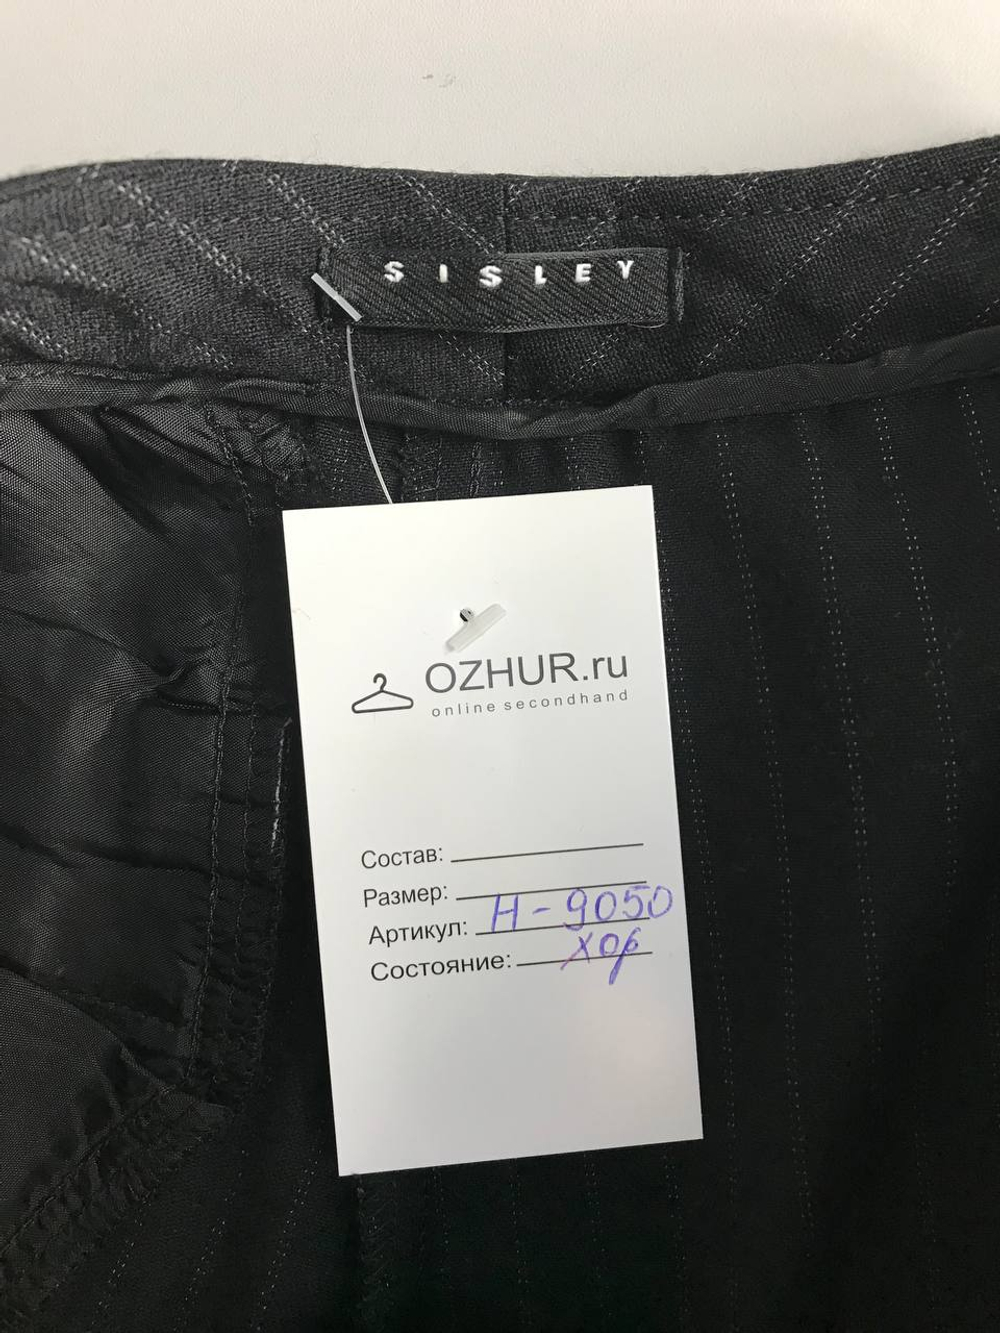 SISLEY
OZHUR.ru
online secondhand
Состав:
Размер:
Артикул: Н-9050
Состояние: хор